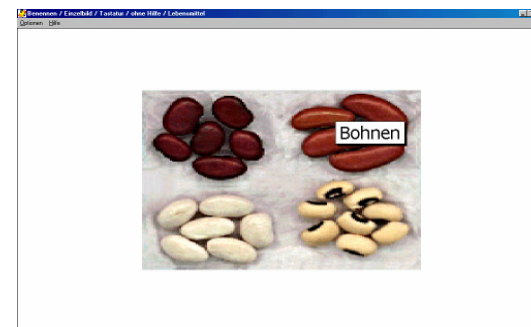 Benennen / Einzelbild / Tastatur / ohne Hilfe / Lebensmittel
Optionen Hilfe
Bohnen